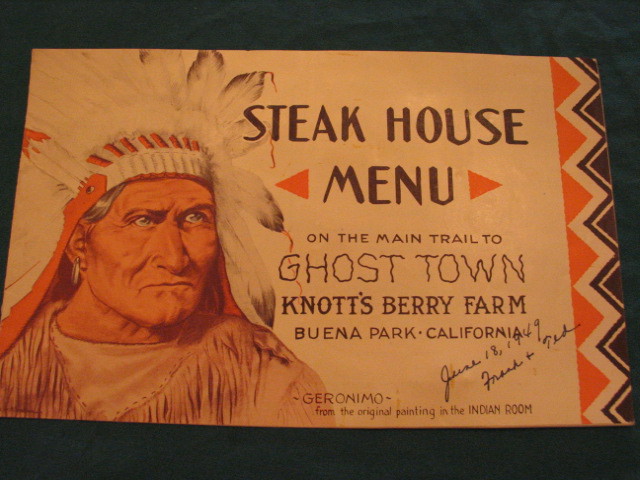 STEAK HOUSE
MENU
ON THE MAIN TRAIL TO
GHOST TOWN
KNOTT'S BERRY FARM
BUENA PARK · CALIFORNIA
June 18, 1949
+ Ted
~GERONIMO~
from the original painting in the INDIAN ROOM